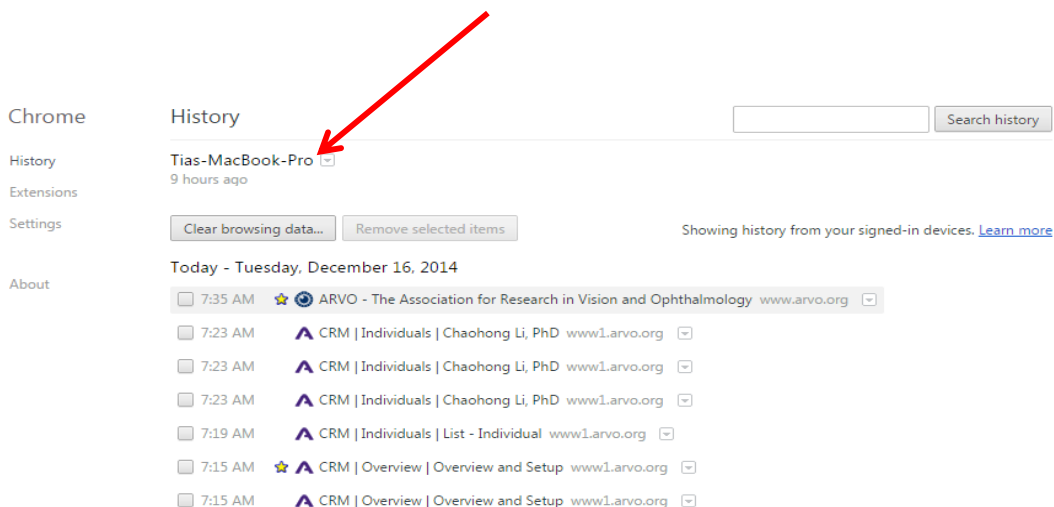 Chrome
History
Search history
History
Extensions
Settings
About
Tias-MacBook-Pro
9 hours ago
Clear browsing data... Remove selected items
Showing history from your signed-in devices. Learn more
Today - Tuesday, December 16, 2014
7:35 AM ARVO - The Association for Research in Vision and Ophthalmology www.arvo.org
7:23 AM CRM | Individuals | Chaohong Li, PhD www1.arvo.org
7:23 AM CRM | Individuals | Chaohong Li, PhD www1.arvo.org
7:23 AM CRM | Individuals | Chaohong Li, PhD www1.arvo.org
7:19 AM CRM | Individuals | List - Individual www1.arvo.org
7:15 AM CRM | Overview | Overview and Setup www1.arvo.org
7:15 AM CRM | Overview | Overview and Setup www1.arvo.org